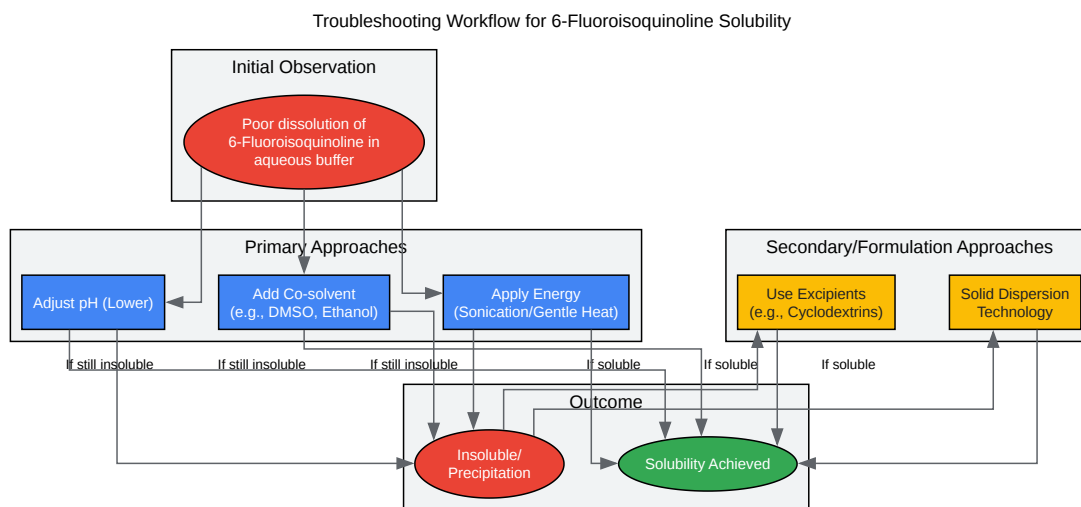 Troubleshooting Workflow for 6-Fluoroisoquinoline Solubility
Initial Observation
Poor dissolution of
6-Fluoroisoquinoline in
aqueous buffer
Primary Approaches
Adjust pH (Lower)
Add Co-solvent
(e.g., DMSO, Ethanol)
Apply Energy
(Sonication/Gentle Heat)
Secondary/Formulation Approaches
Use Excipients
(e.g., Cyclodextrins)
Solid Dispersion
Technology
If still insoluble
If still insoluble
If still insoluble
If soluble
If soluble
If soluble
Outcome
Insoluble/
Precipitation
Solubility Achieved